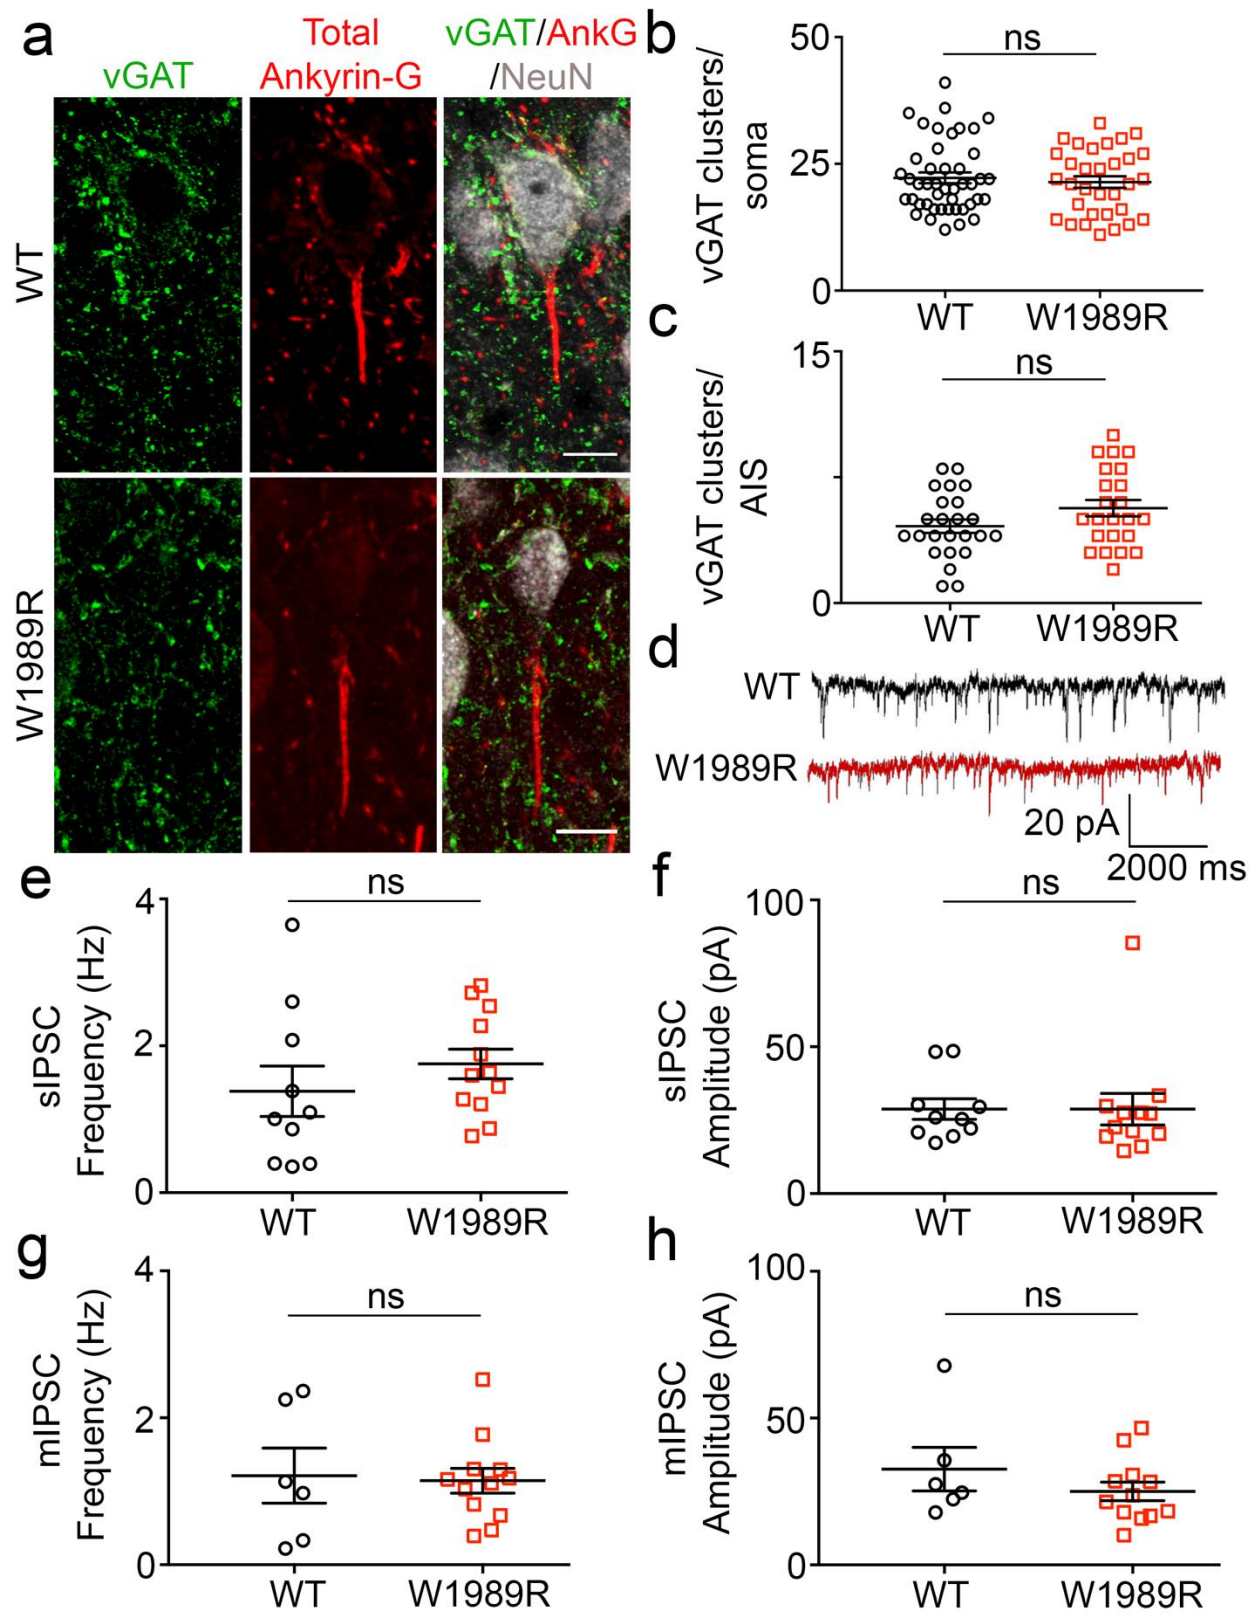 a
vGAT
Total
Ankyrin-G
vGAT/AnkG
/NeuN
WT
W1989R
b
vGAT clusters/
soma
50
25
0
ns
WT
W1989R
c
vGAT clusters/
AIS
15
0
ns
WT
W1989R
d
WT
W1989R
20 pA
2000 ms
e
sIPSC
Frequency (Hz)
4
2
0
ns
WT
W1989R
f
sIPSC
Amplitude (pA)
100
50
0
ns
WT
W1989R
g
mIPSC
Frequency (Hz)
4
2
0
ns
WT
W1989R
h
mIPSC
Amplitude (pA)
100
50
0
ns
WT
W1989R